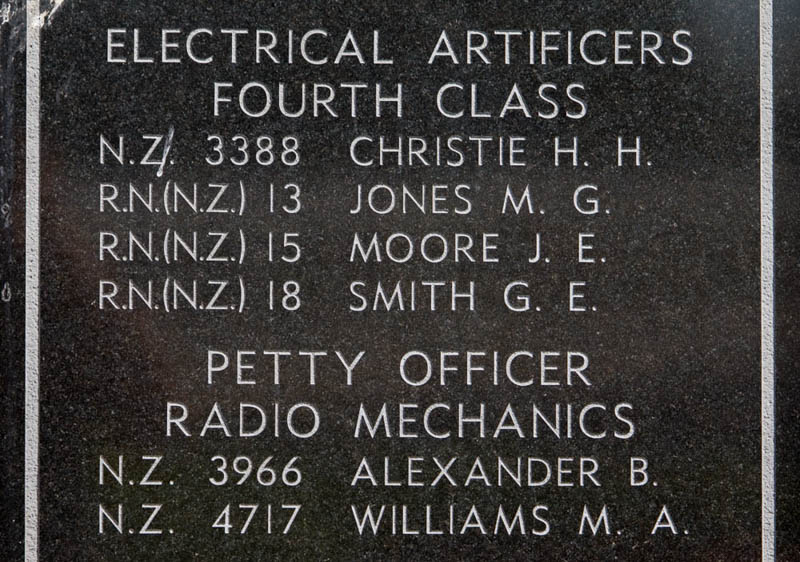 ELECTRICAL ARTIFICERS
FOURTH CLASS
N.Z. 3388 CHRISTIE H. H.
R.N.(N.Z.) 13 JONES M. G.
R.N.(N.Z.) 15 MOORE J. E.
R.N.(N.Z.) 18 SMITH G. E.
PETTY OFFICER
RADIO MECHANICS
N.Z. 3966 ALEXANDER B.
N.Z. 4717 WILLIAMS M. A.